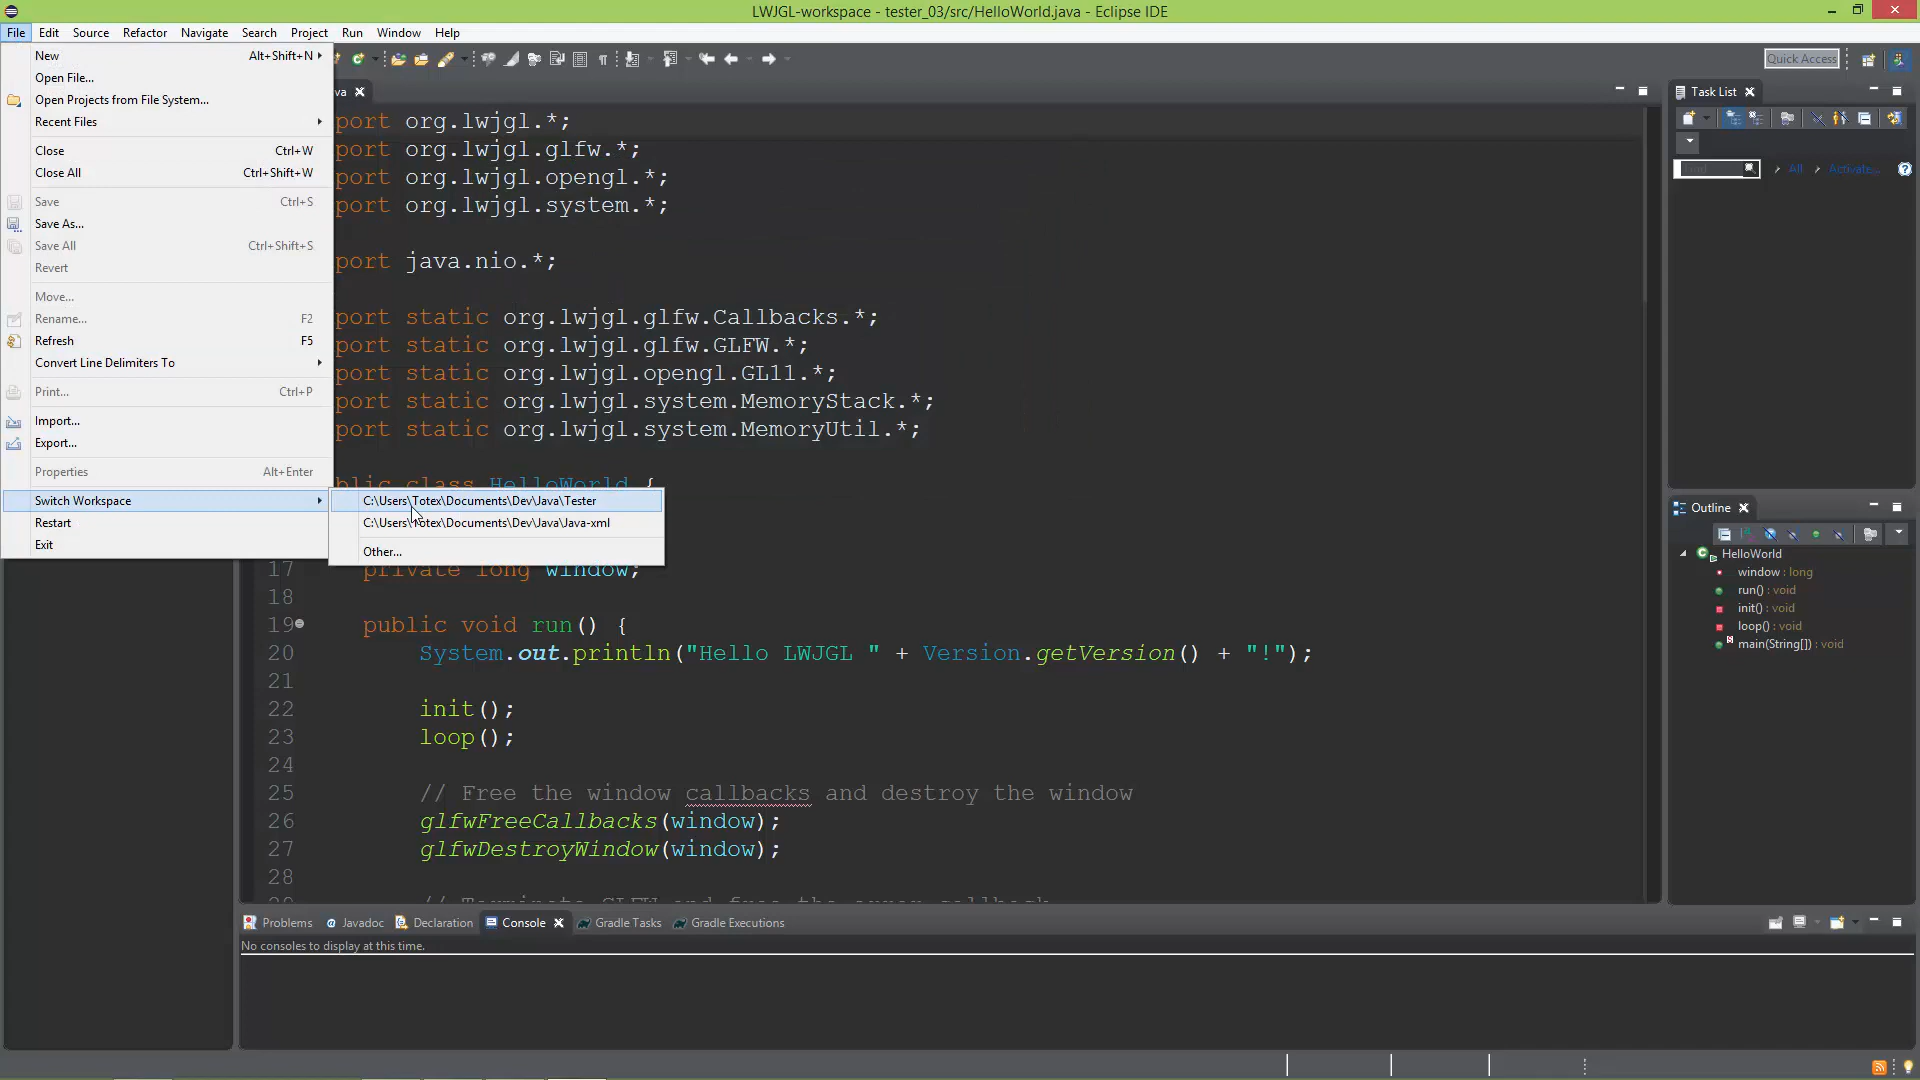 LWJGL-workspace - tester_03/src/HelloWorld.java - Eclipse IDE
File Edit Source Refactor Navigate Search Project Run Window Help
New Alt+Shift+N
Open File...
Open Projects from File System...
Recent Files
Close Ctrl+W
Close All Ctrl+Shift+W
Save Ctrl+S
Save As...
Save All Ctrl+Shift+S
Revert
Move...
Rename... F2
Refresh F5
Convert Line Delimiters To
Print... Ctrl+P
Import...
Export...
Properties Alt+Enter
Switch Workspace
Restart
Exit
C:\Users\Totex\Documents\Dev\Java\Tester
C:\Users\Totex\Documents\Dev\Java\Java-xml
Other...
Quick Access
va
port org.lwjgl.*;
port org.lwjgl.glfw.*;
port org.lwjgl.opengl.*;
port org.lwjgl.system.*;
port java.nio.*;
port static org.lwjgl.glfw.Callbacks.*;
port static org.lwjgl.glfw.GLFW.*;
port static org.lwjgl.opengl.GL11.*;
port static org.lwjgl.system.MemoryStack.*;
port static org.lwjgl.system.MemoryUtil.*;
blic class HelloWorld {
17 private long window;
18
19 public void run() {
20 System.out.println("Hello LWJGL " + Version.getVersion() + "!");
21
22 init();
23 loop();
24
25 // Free the window callbacks and destroy the window
26 glfwFreeCallbacks(window);
27 glfwDestroyWindow(window);
28
// Terminate GLFW and free the error callback
Task List
All Activate...
Outline
HelloWorld
window : long
run() : void
init() : void
loop() : void
main(String[]) : void
Problems Javadoc Declaration Console Gradle Tasks Gradle Executions
No consoles to display at this time.